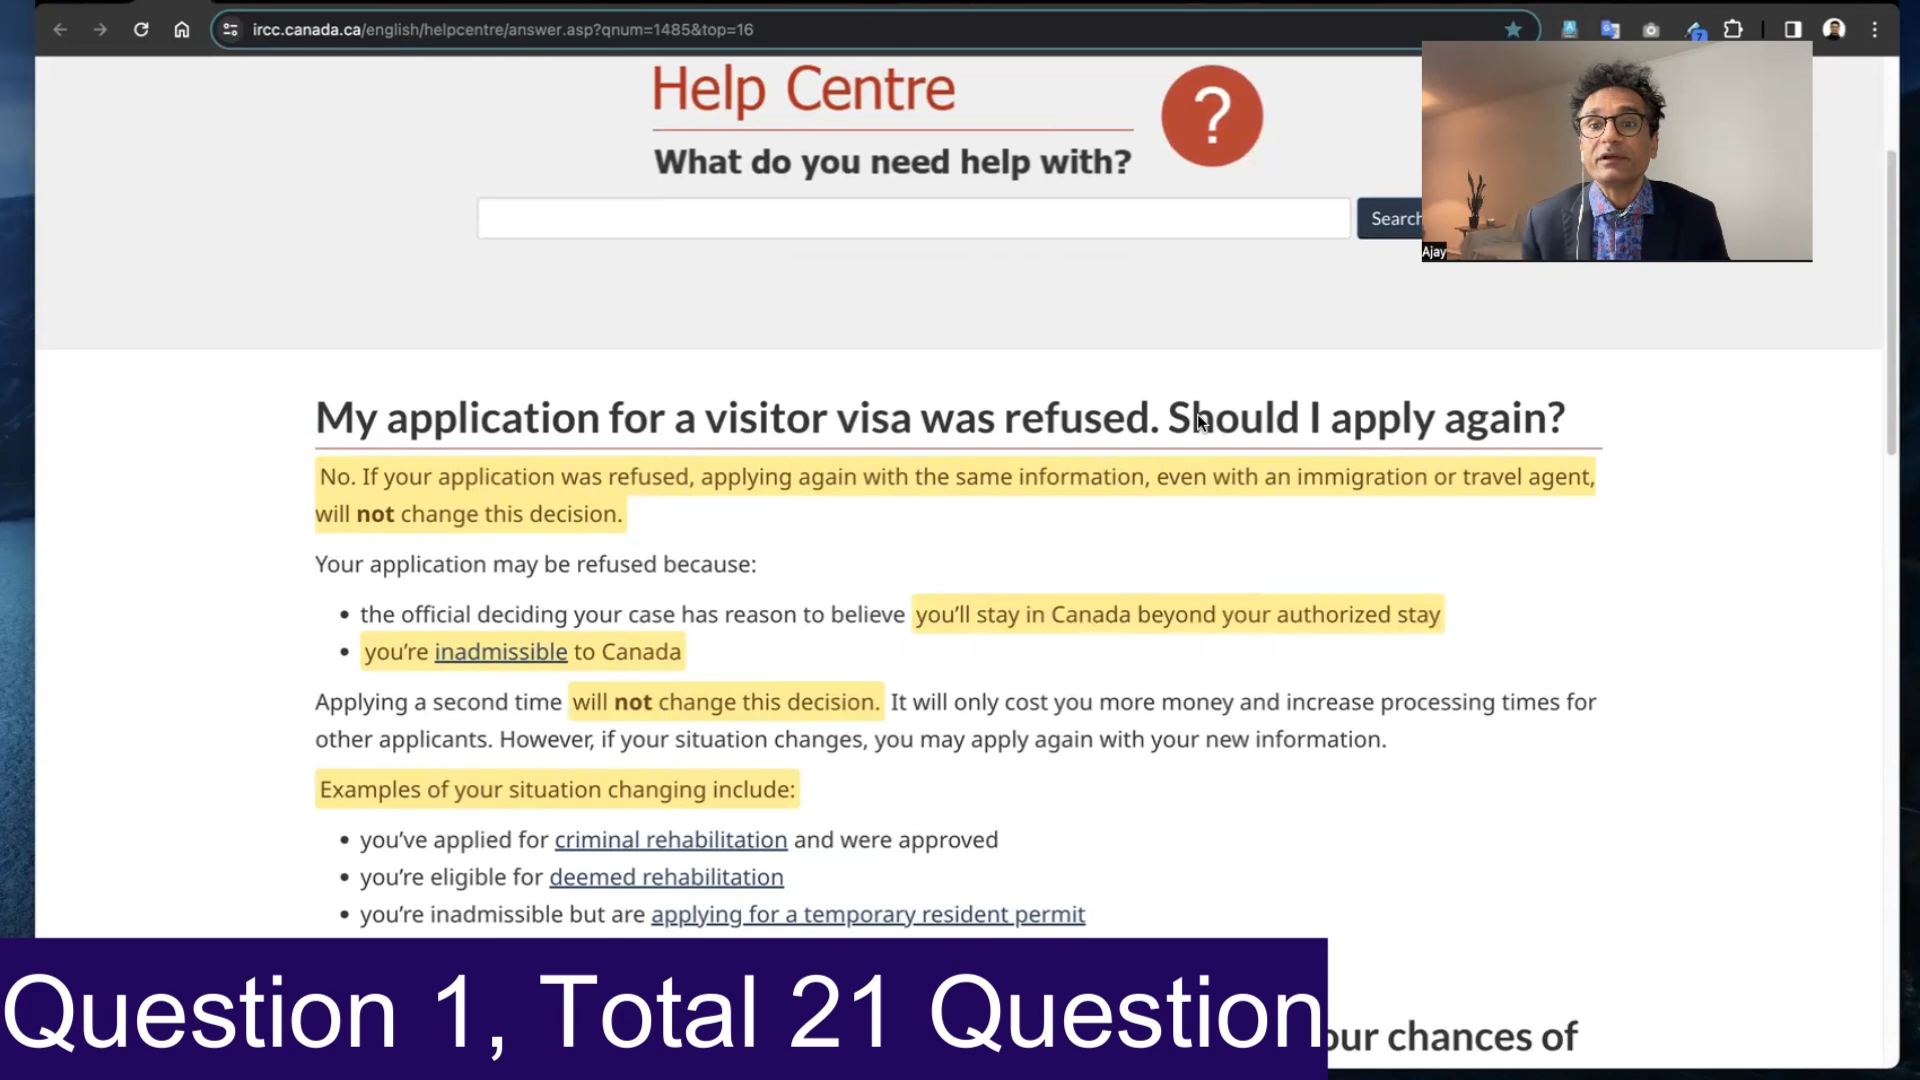 ircc.canada.ca/english/helpcentre/answer.asp?qnum=1485&top=16
7
Help Centre
?
What do you need help with?
Search
Ajay
My application for a visitor visa was refused. Should I apply again?
No. If your application was refused, applying again with the same information, even with an immigration or travel agent,
will not change this decision.
Your application may be refused because:
• the official deciding your case has reason to believe you'll stay in Canada beyond your authorized stay
• you're inadmissible to Canada
Applying a second time will not change this decision. It will only cost you more money and increase processing times for
other applicants. However, if your situation changes, you may apply again with your new information.
Examples of your situation changing include:
• you've applied for criminal rehabilitation and were approved
• you're eligible for deemed rehabilitation
• you're inadmissible but are applying for a temporary resident permit
Question 1, Total 21 Question
our chances of